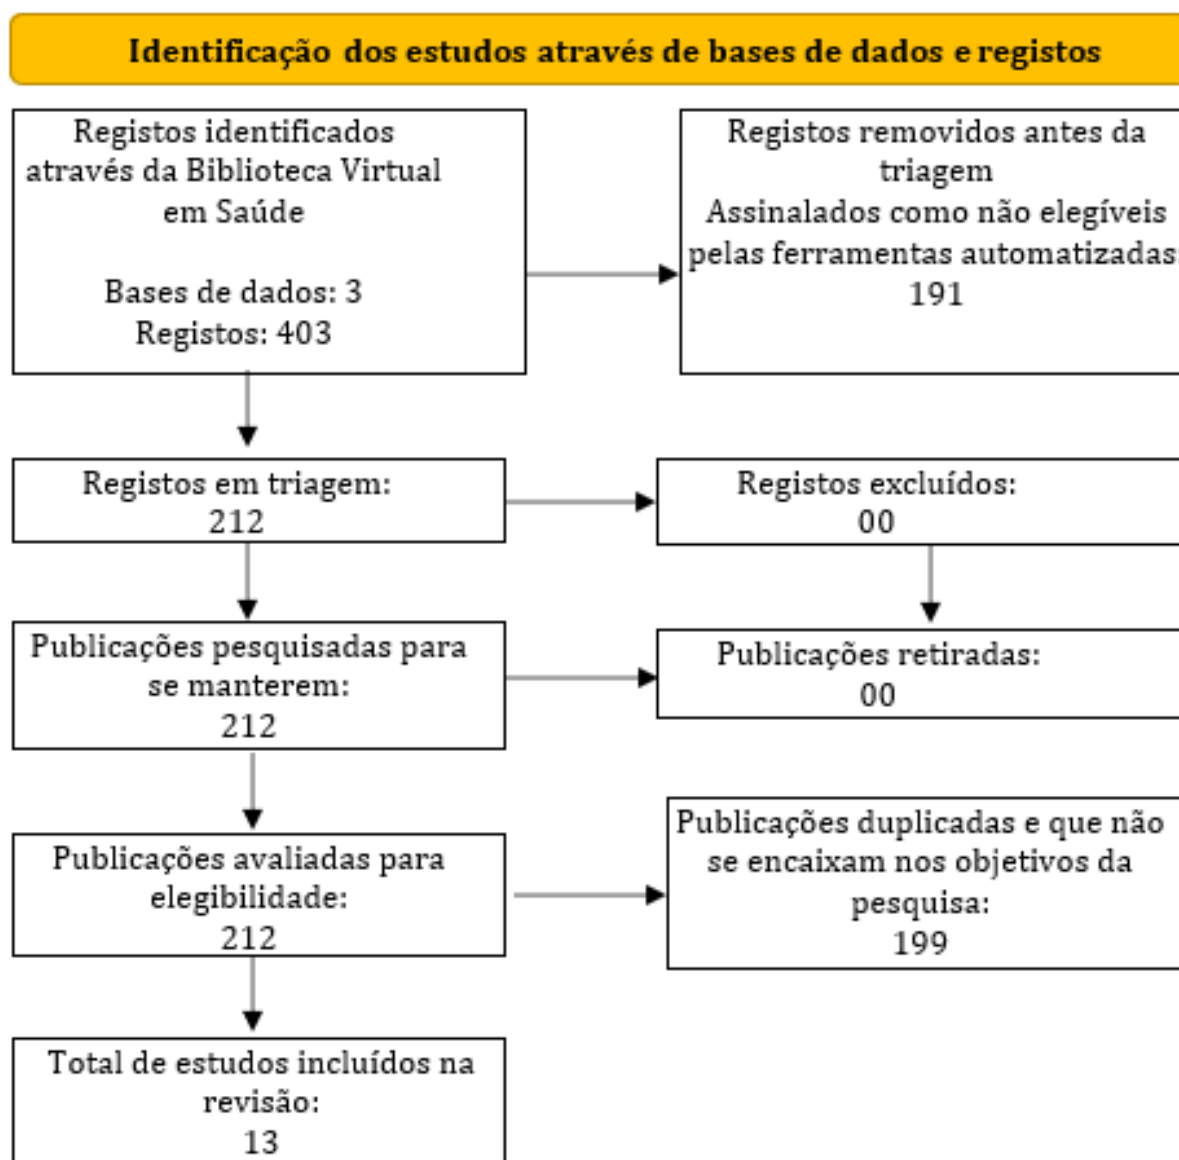 Identificação dos estudos através de bases de dados e registos
Registos identificados
através da Biblioteca Virtual
em Saúde
Bases de dados: 3
Registos: 403
Registos removidos antes da
triagem
Assinalados como não elegíveis
pelas ferramentas automatizadas:
191
Registos em triagem:
212
Registos excluídos:
00
Publicações pesquisadas para
se manterem:
212
Publicações retiradas:
00
Publicações avaliadas para
elegibilidade:
212
Publicações duplicadas e que não
se encaixam nos objetivos da
pesquisa:
199
Total de estudos incluídos na
revisão:
13